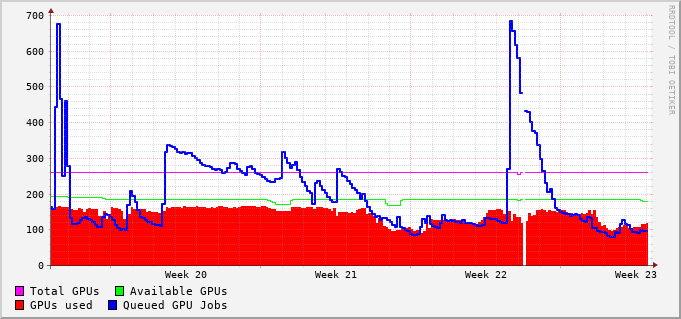 700
600
500
400
300
200
100
0
Week 20 Week 21 Week 22 Week 23
Total GPUs Available GPUs
GPUs used Queued GPU Jobs
RRDTOOL / TOBI OETIKER